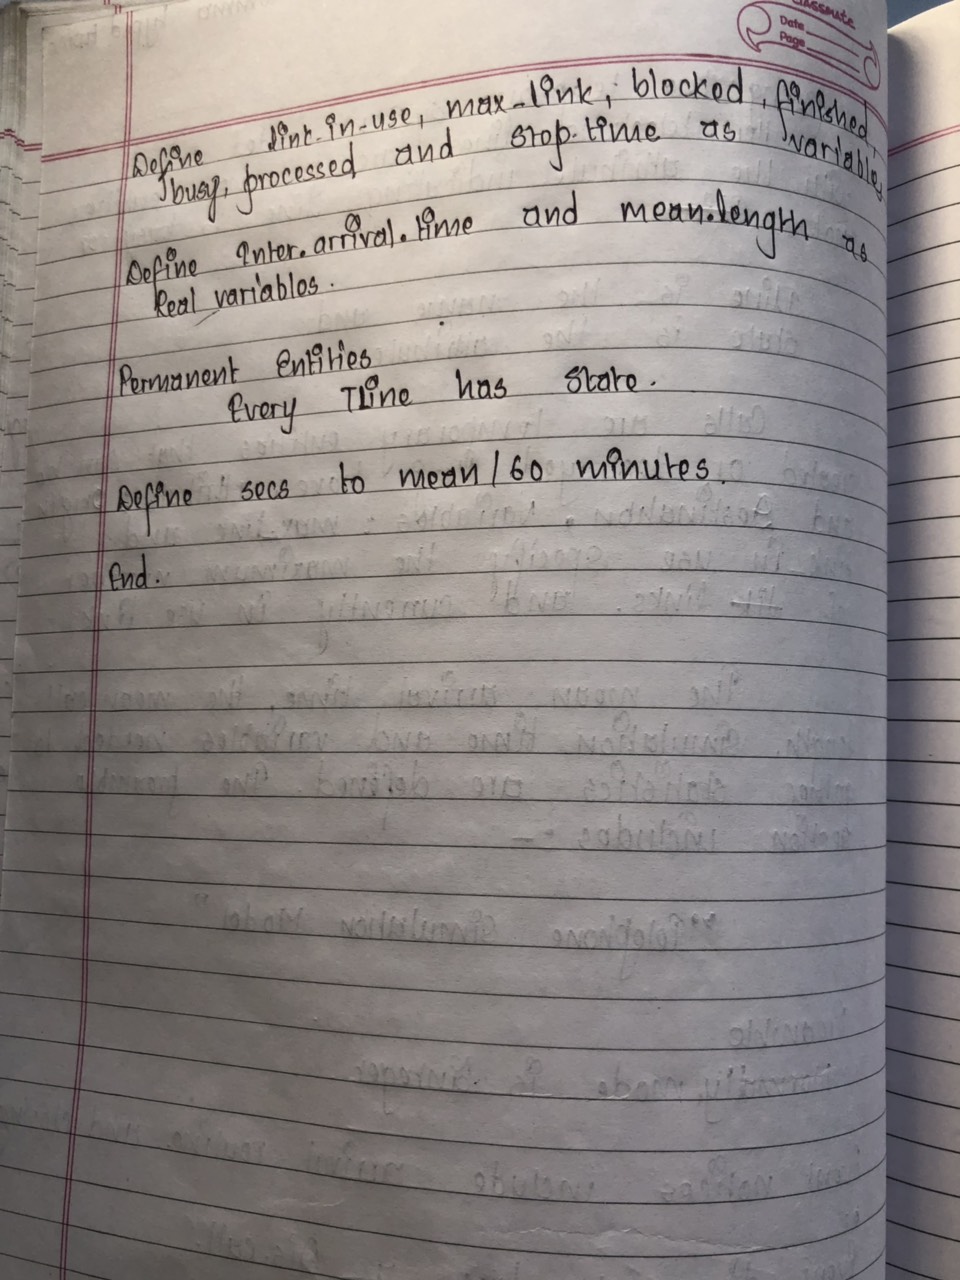 classmate
Date
Page
Define link-in-use, max-link, blocked, finished,
busy, processed and stop.time as variable,
Define inter.arrival.time and mean.length as
Real variables.
Permanent Entities
Every Tline has state.
Define secs to mean/60 minutes.
End.